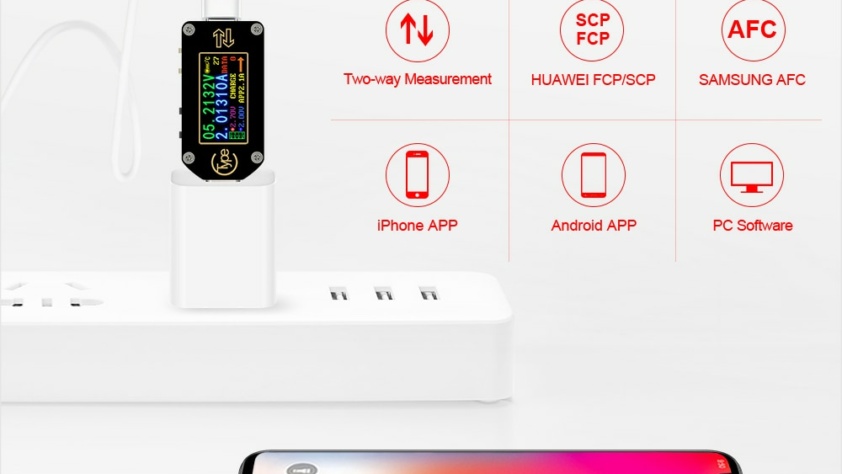 SCP
FCP
AFC
Two-way Measurement
HUAWEI FCP/SCP
SAMSUNG AFC
iPhone APP
Android APP
PC Software
05.2132V
2.01310A
CHARGE
APP2.1A
Type